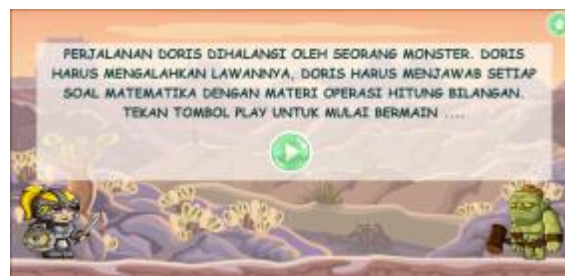 PERJALANAN DORIS DIHALANGI OLEH SEORANG MONSTER. DORIS
HARUS MENGALAHKAN LAWANNYA, DORIS HARUS MENJAWAB SETIAP
SOAL MATEMATIKA DENGAN MATERI OPERASI HITUNG BILANGAN.
TEKAN TOMBOL PLAY UNTUK MULAI BERMAIN ....